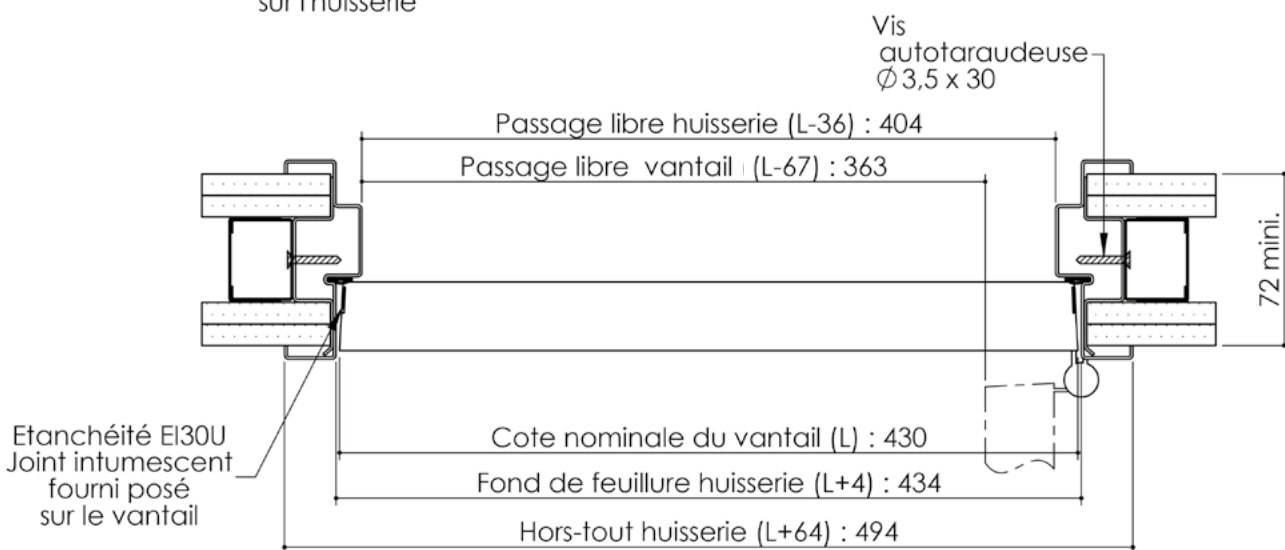 sur l'huisserie
Vis
autotaraudeuse
Ø 3,5 x 30
Passage libre huisserie (L-36) : 404
Passage libre vantail (L-67) : 363
72 mini.
Etanchéité EI30U
Joint intumescent
fourni posé
sur le vantail
Cote nominale du vantail (L) : 430
Fond de feuillure huisserie (L+4) : 434
Hors-tout huisserie (L+64) : 494